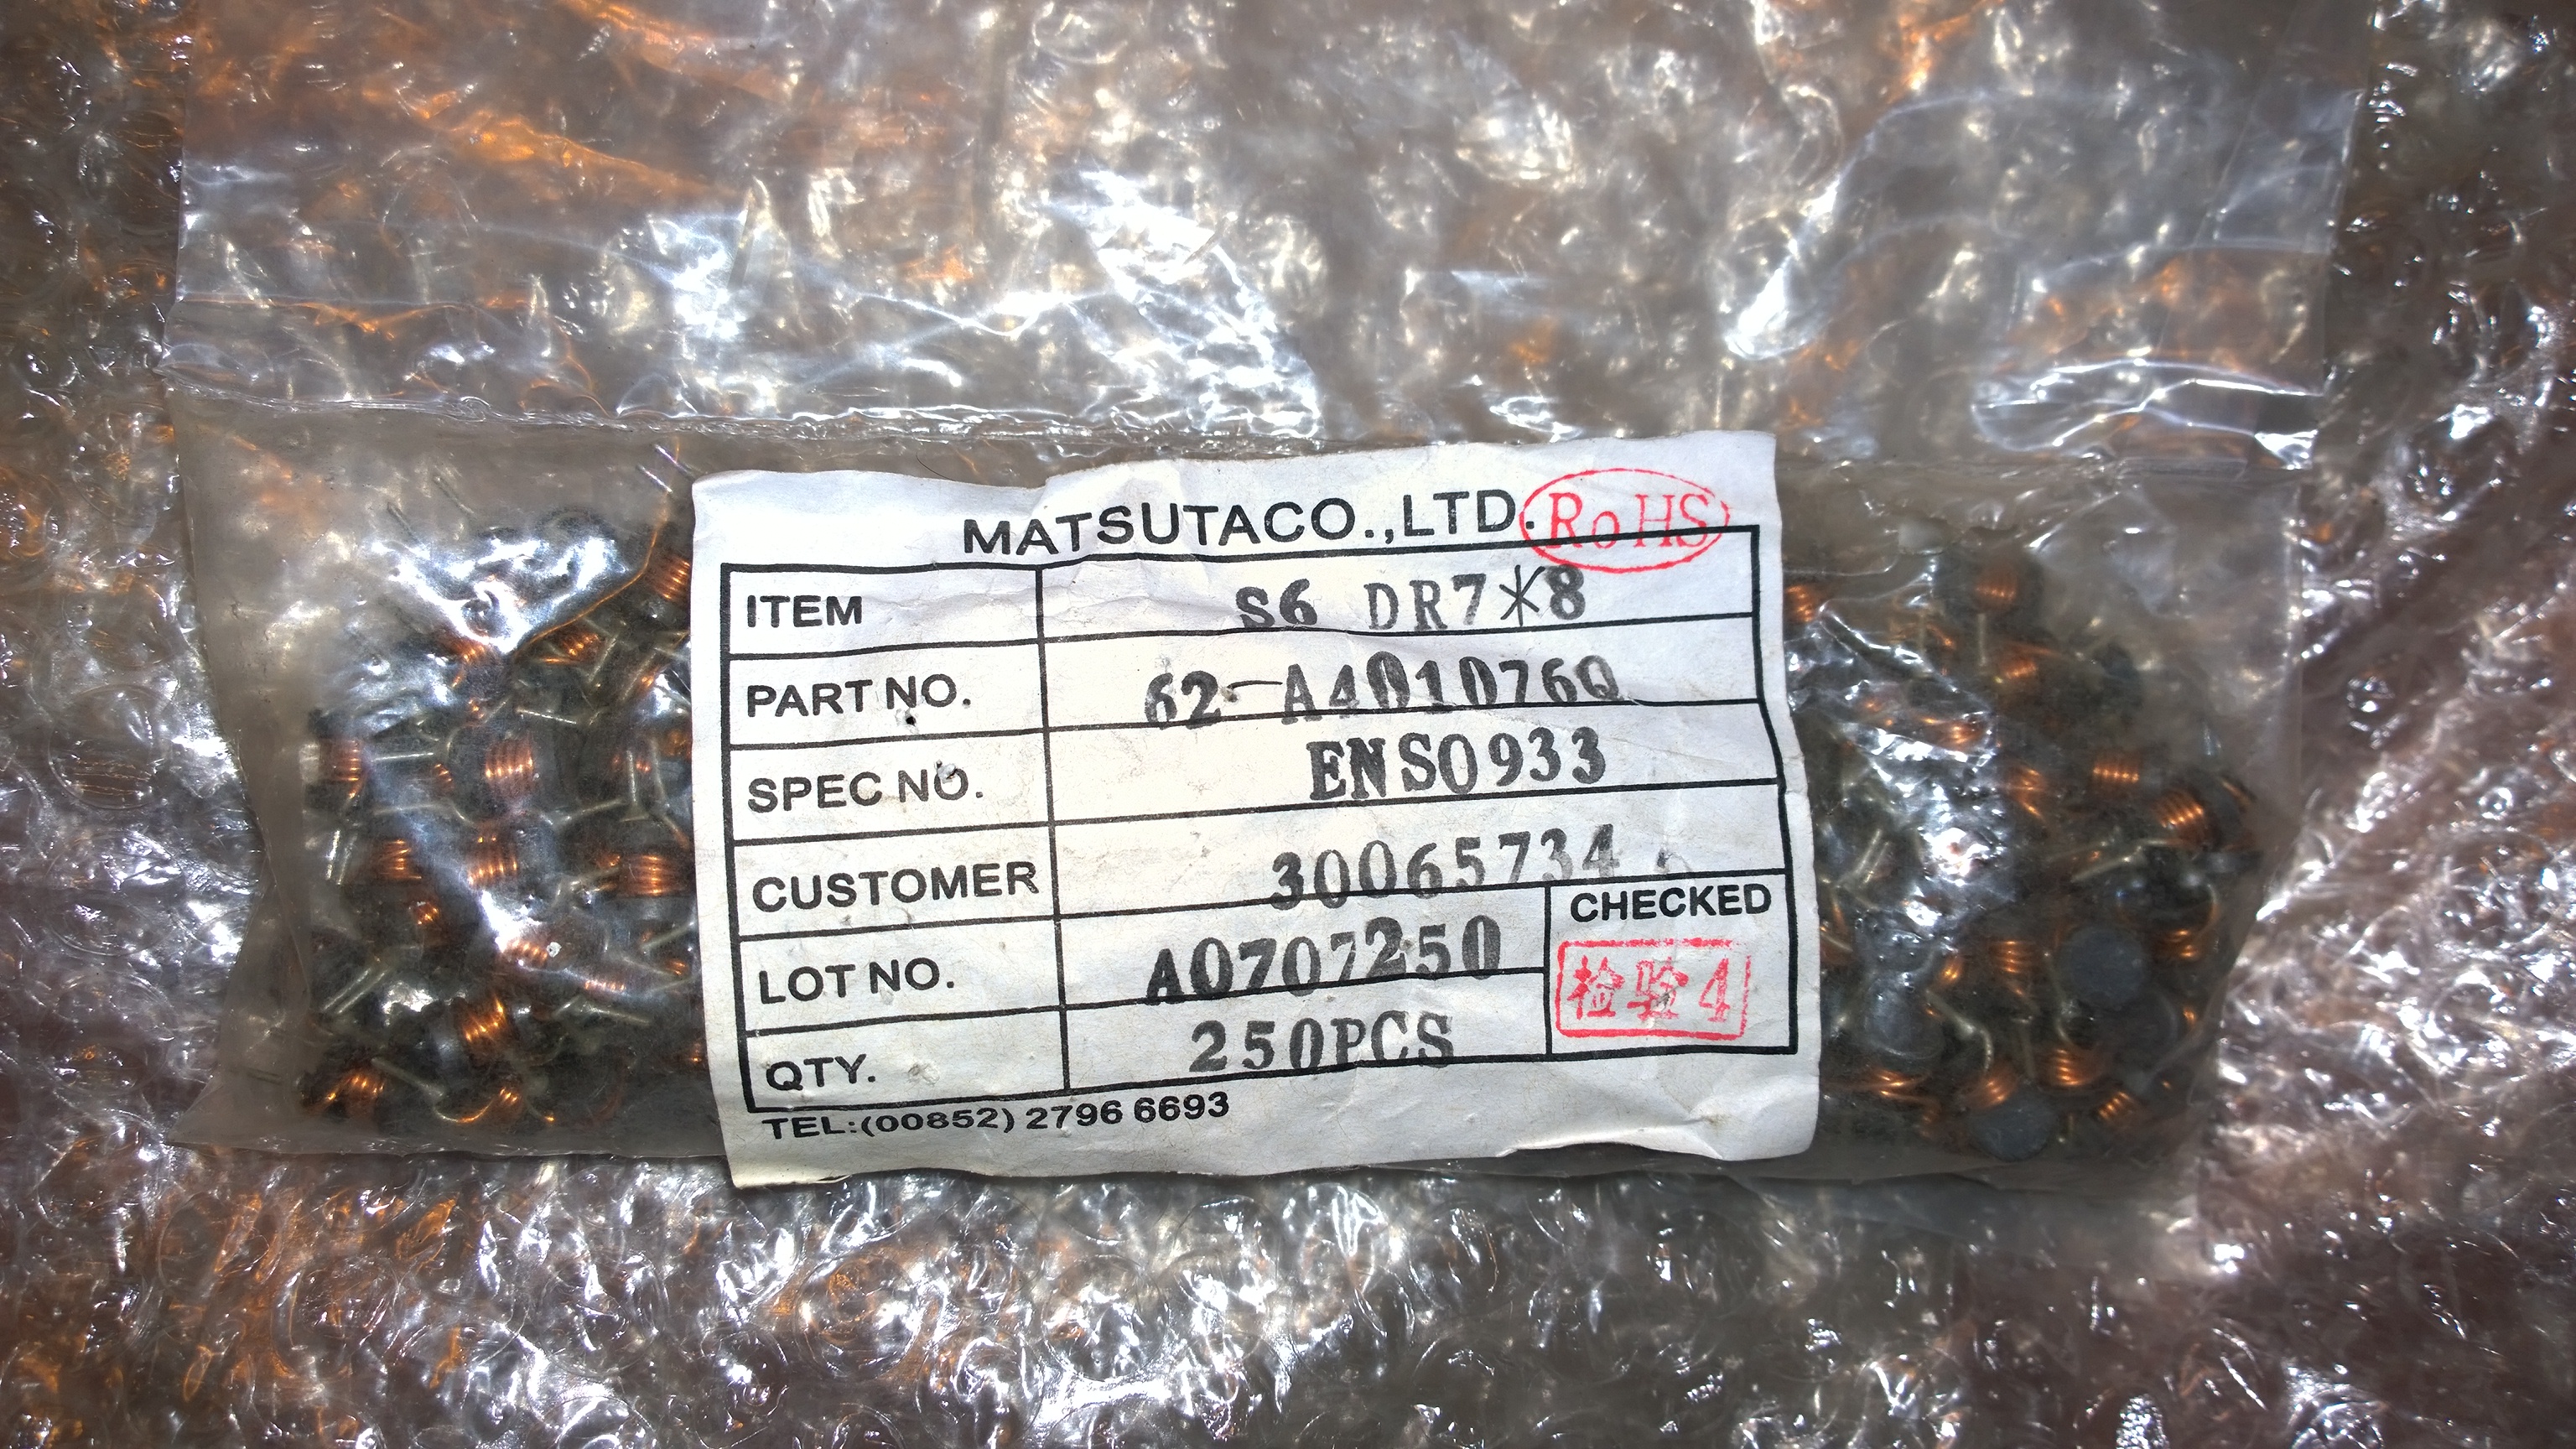 MATSUTACO.,LTD. RoHS
ITEM S6 DR7*8
PART NO. 62-A401076Q
SPEC NO. ENS0933
CUSTOMER 30065734
LOT NO. A0707250
CHECKED
检验4
QTY. 250PCS
TEL:(00852) 2796 6693